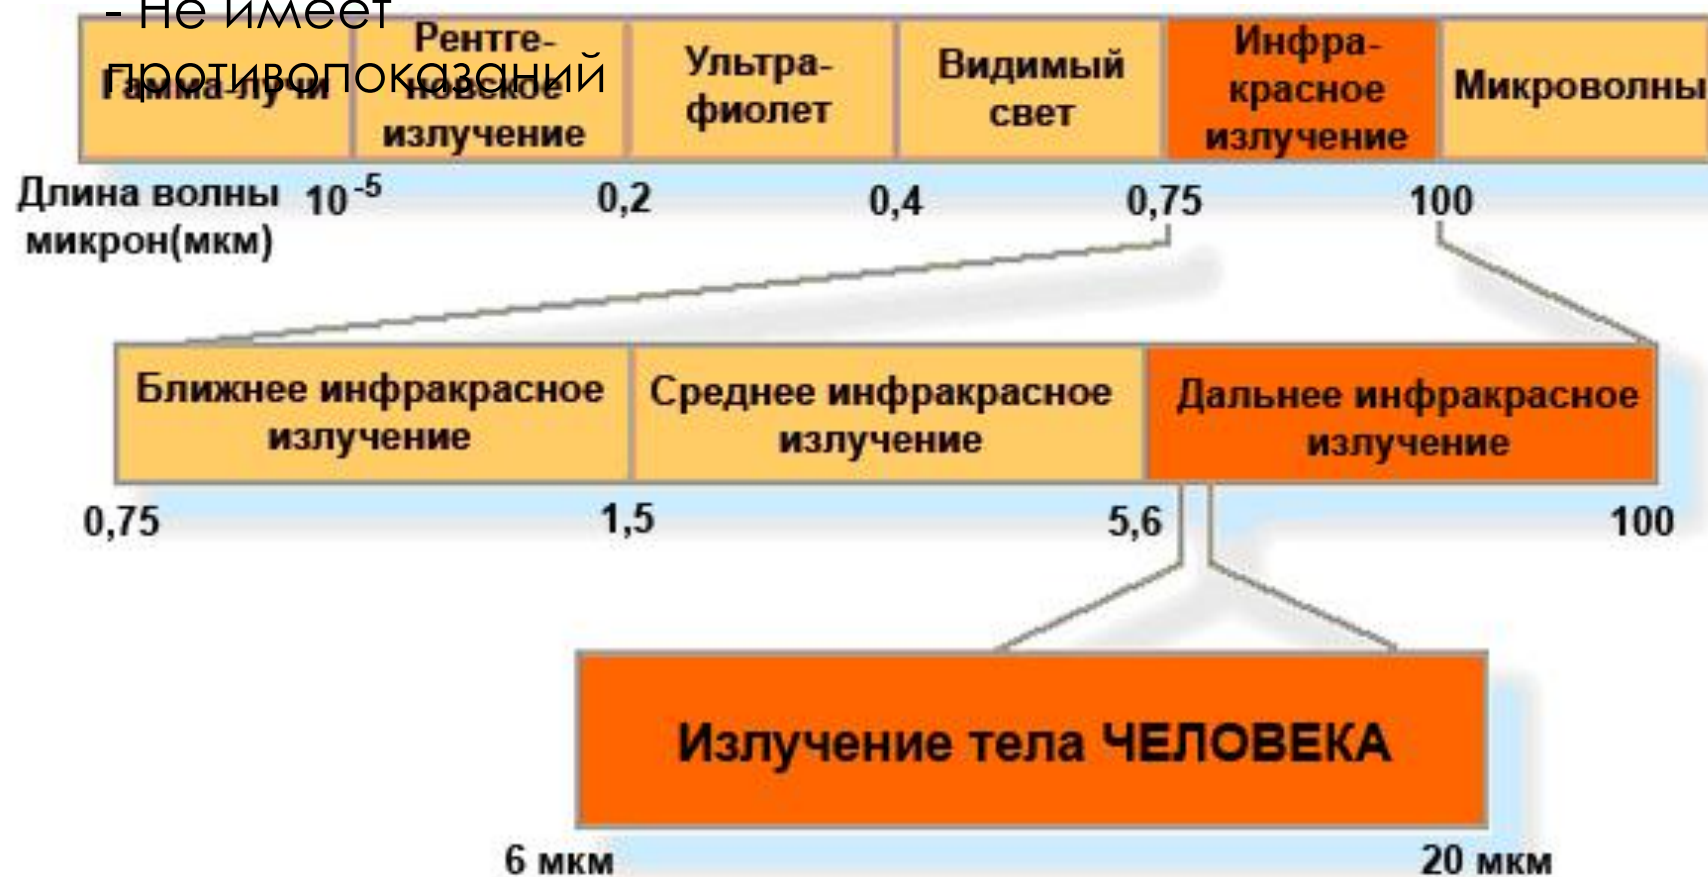 - Не имеет
противопоказаний
Гамма-лучи
Рентге-
новское
излучение
Ультра-
фиолет
Видимый
свет
Инфра-
красное
излучение
Микроволны
Длина волны
микрон(мкм)
10⁻⁵ 0,2 0,4 0,75 100
Ближнее инфракрасное
излучение
Среднее инфракрасное
излучение
Дальнее инфракрасное
излучение
0,75 1,5 5,6 100
Излучение тела ЧЕЛОВЕКА
6 мкм 20 мкм